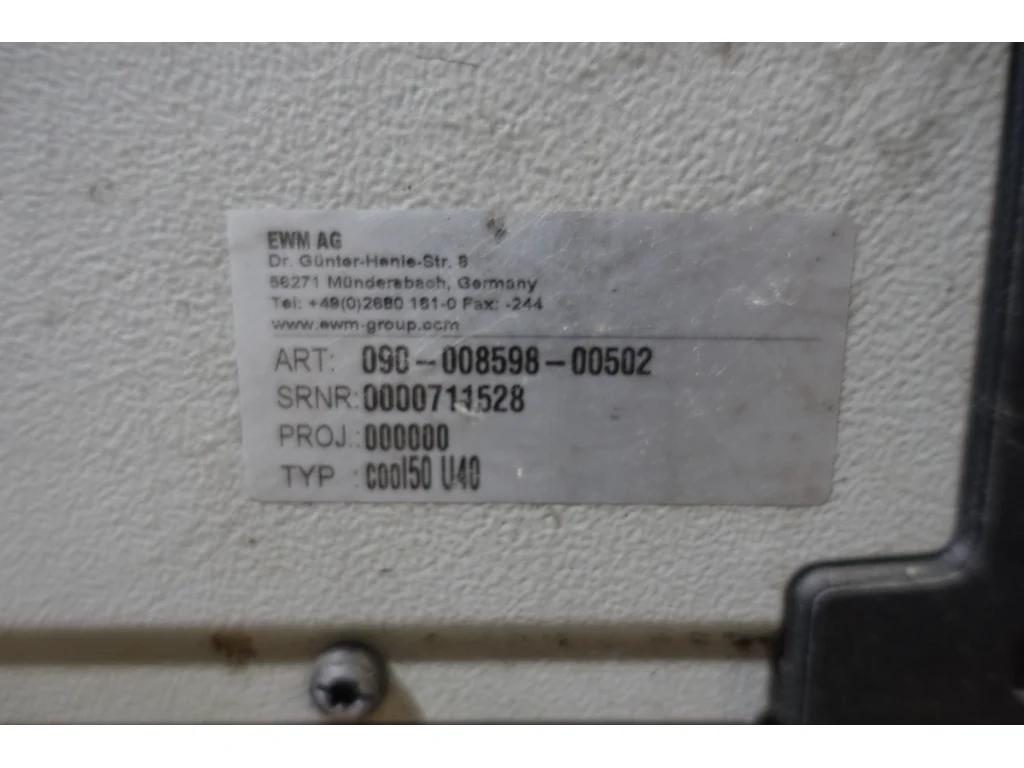 EWM AG
Dr. Günter-Henle-Str. 8
56271 Mündersbach, Germany
Tel: +49(0)2680 181-0 Fax: -244
www.ewm-group.com
ART: 090-008598-00502
SRNR:0000711528
PROJ.:000000
TYP :cool50 U40